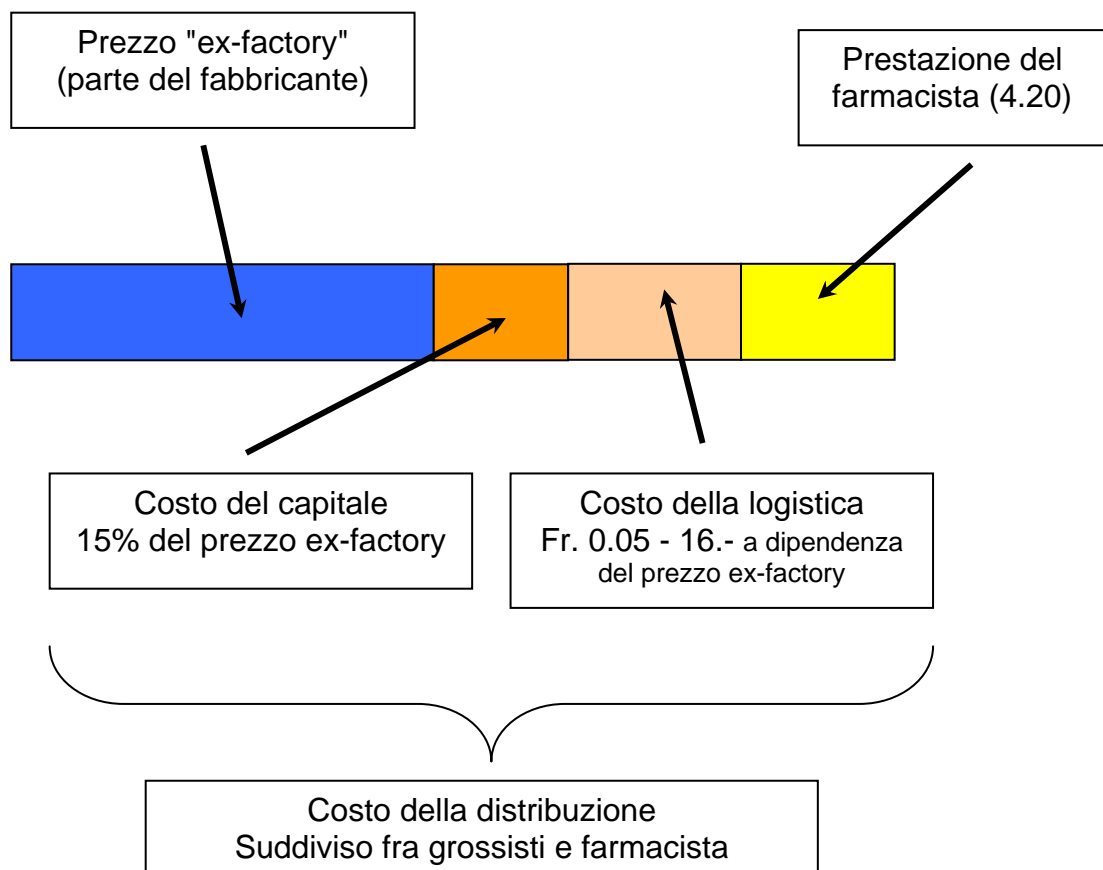 Prezzo "ex-factory"
(parte del fabbricante)
Prestazione del
farmacista (4.20)
Costo del capitale
15% del prezzo ex-factory
Costo della logistica
Fr. 0.05 - 16.- a dipendenza
del prezzo ex-factory
Costo della distribuzione
Suddiviso fra grossisti e farmacista